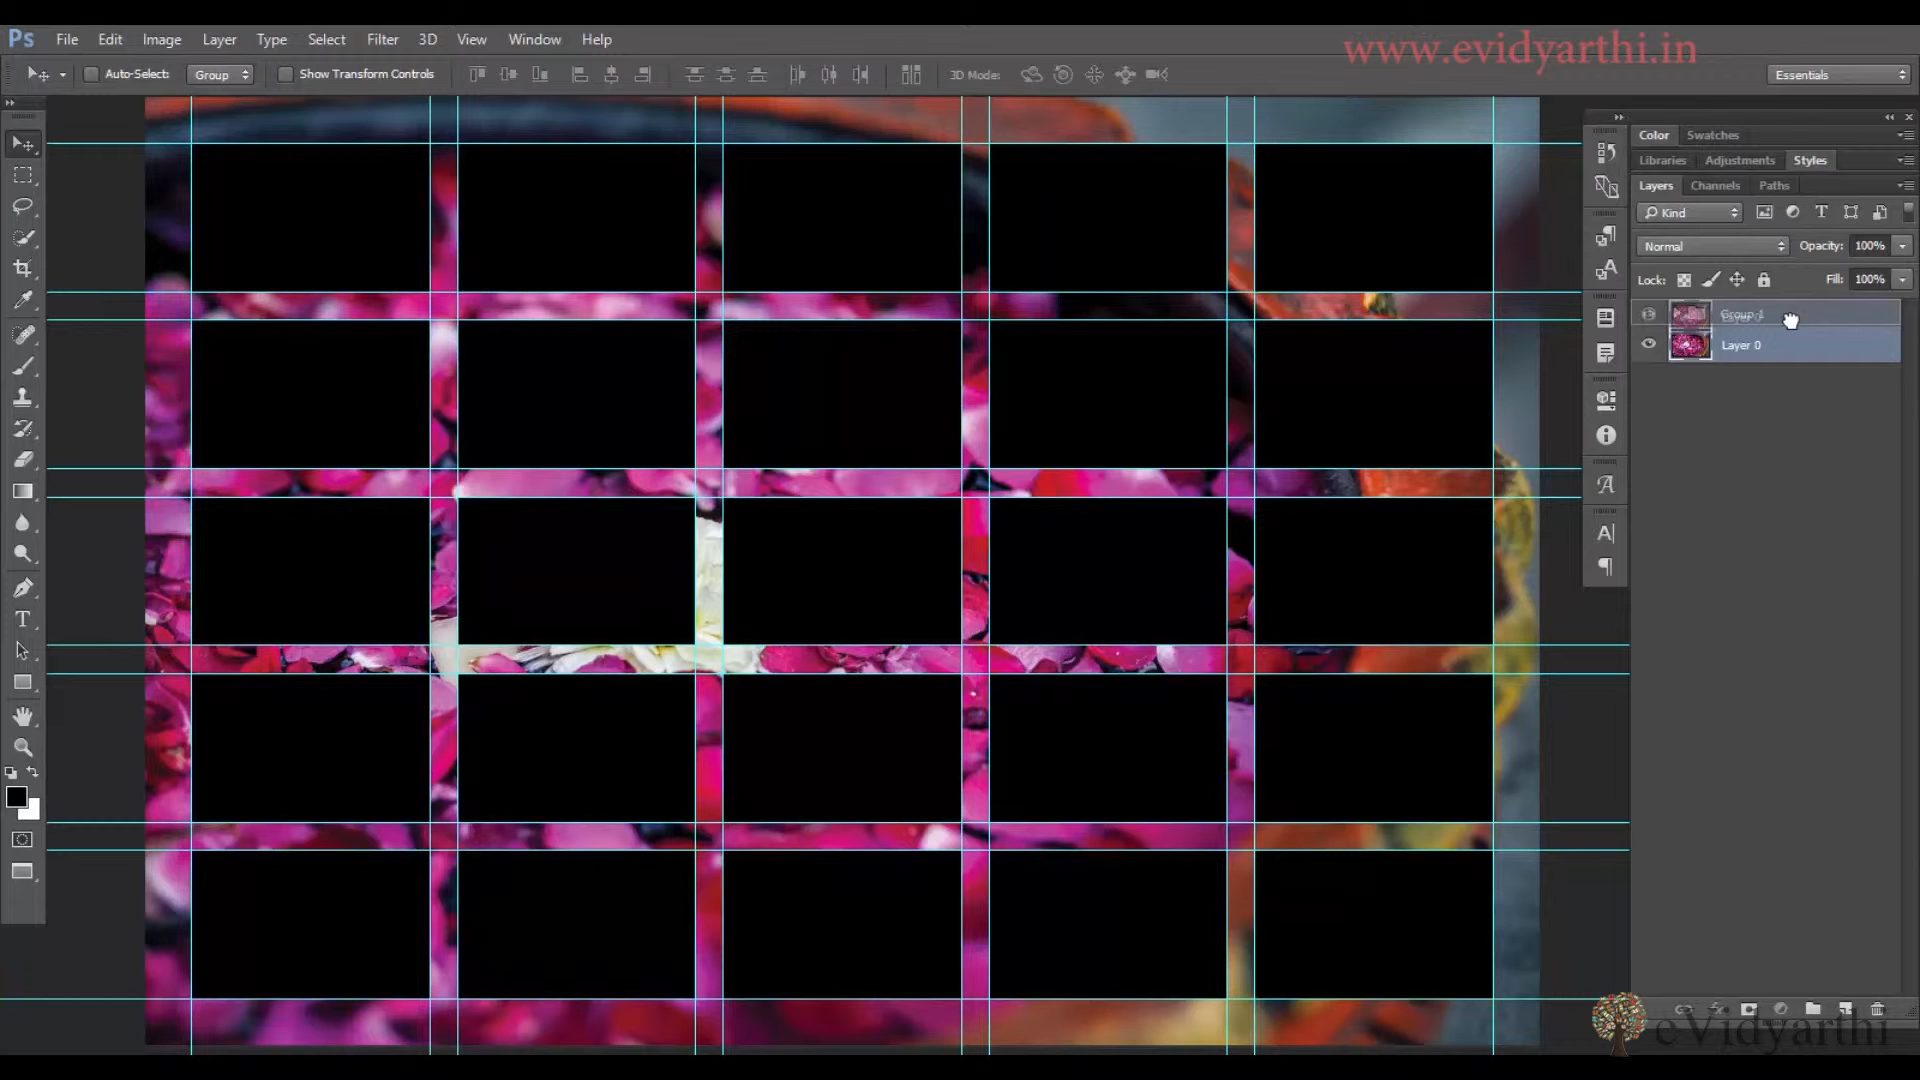 Ps File Edit Image Layer Type Select Filter 3D View Window Help
www.evidyarthi.in
Auto-Select: Group Show Transform Controls 3D Mode: Essentials
Color Swatches
Libraries Adjustments Styles
Layers Channels Paths
Kind
Normal Opacity: 100%
Lock: Fill: 100%
Group 1
Layer 0
eVidyarthi